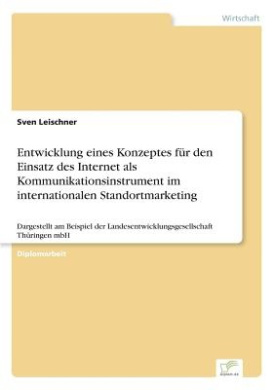 Wirtschaft
Sven Leischner
Entwicklung eines Konzeptes für den
Einsatz des Internet als
Kommunikationsinstrument im
internationalen Standortmarketing
Dargestellt am Beispiel der Landesentwicklungsgesellschaft
Thüringen mbH
Diplomarbeit